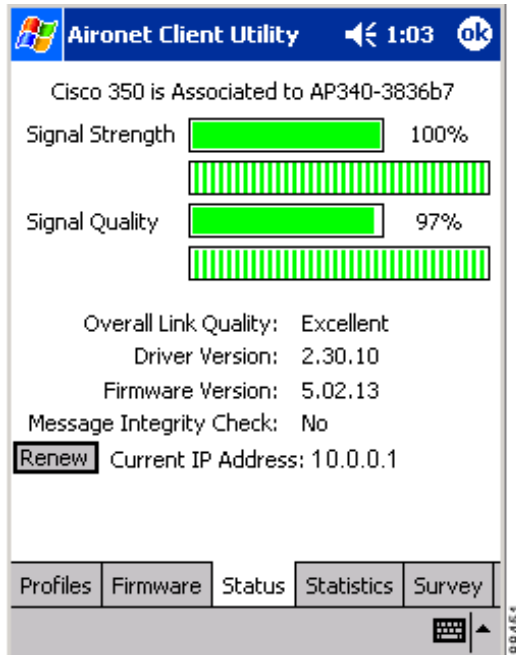 Aironet Client Utility 1:03 ok
Cisco 350 is Associated to AP340-3836b7
Signal Strength 100%
Signal Quality 97%
Overall Link Quality: Excellent
Driver Version: 2.30.10
Firmware Version: 5.02.13
Message Integrity Check: No
Renew Current IP Address: 10.0.0.1
Profiles Firmware Status Statistics Survey